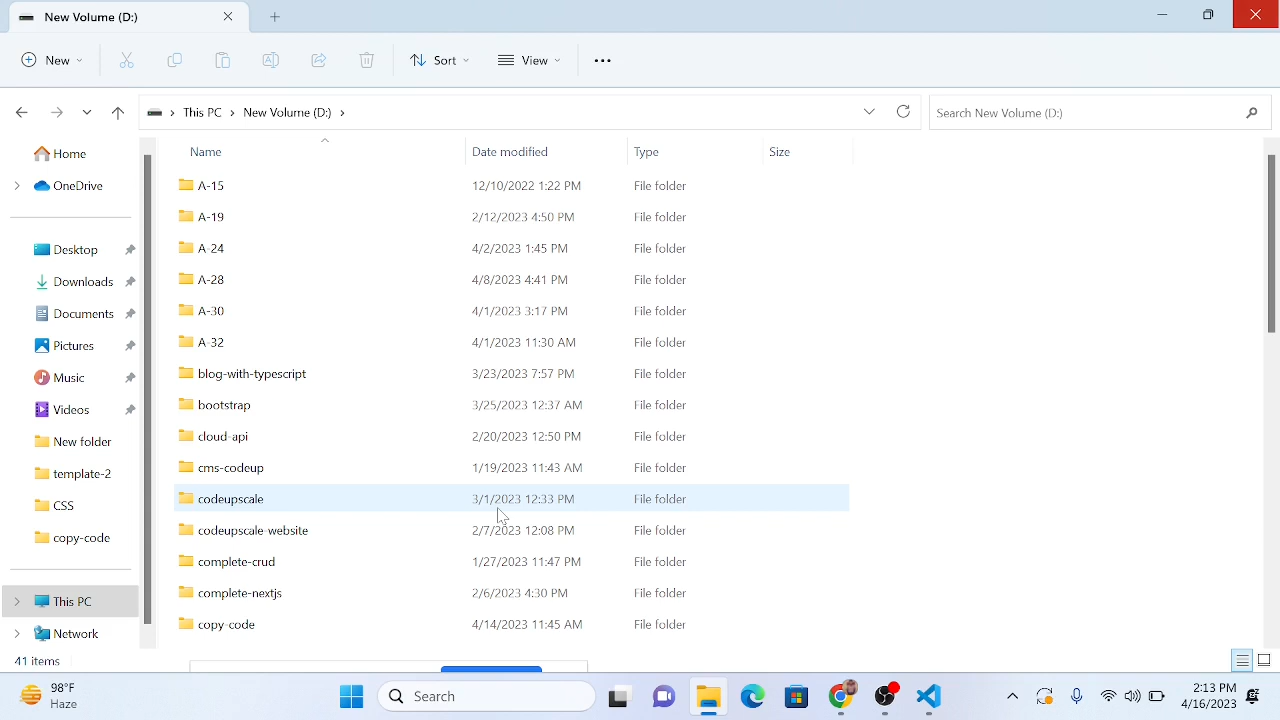 New Volume (D:)
New
Sort
View
This PC
New Volume (D:)
Search New Volume (D:)
Home
OneDrive
Desktop
Downloads
Documents
Pictures
Music
Videos
New folder
template-2
CSS
copy-code
This PC
Network
Name Date modified Type Size
A-15 12/10/2022 1:22 PM File folder
A-19 2/12/2023 4:50 PM File folder
A-24 4/2/2023 1:45 PM File folder
A-28 4/8/2023 4:41 PM File folder
A-30 4/1/2023 3:17 PM File folder
A-32 4/1/2023 11:30 AM File folder
blog-with-typescript 3/23/2023 7:57 PM File folder
bootstrap 3/25/2023 12:37 AM File folder
cloud-api 2/20/2023 12:50 PM File folder
cms-codeup 1/19/2023 11:43 AM File folder
codeupscale 3/1/2023 12:33 PM File folder
codeupscale-website 2/7/2023 12:08 PM File folder
complete-crud 1/27/2023 11:47 PM File folder
complete-nextjs 2/6/2023 4:30 PM File folder
copy-code 4/14/2023 11:45 AM File folder
41 items
98°F
Haze
Search
2:13 PM
4/16/2023